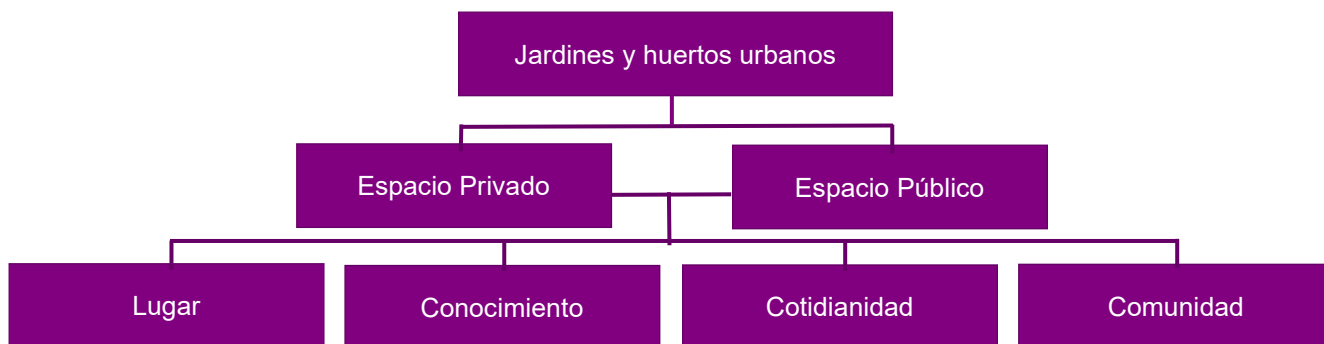 Jardines y huertos urbanos
Espacio Privado
Espacio Público
Lugar
Conocimiento
Cotidianidad
Comunidad